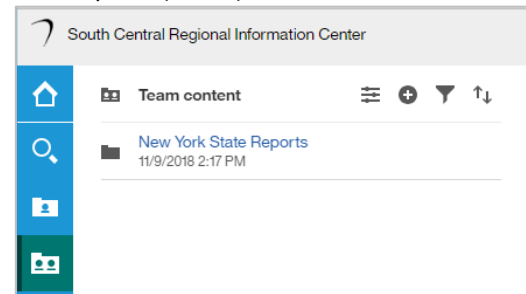 South Central Regional Information Center
Team content
New York State Reports
11/9/2018 2:17 PM